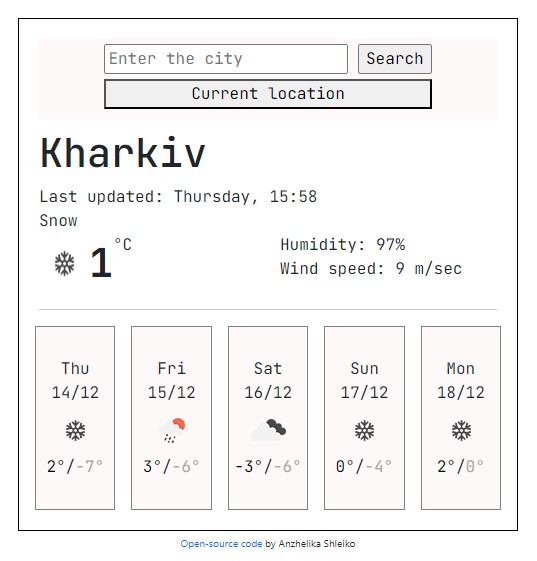 Enter the city Search
Current location
Kharkiv
Last updated: Thursday, 15:58
Snow
1 °C
Humidity: 97%
Wind speed: 9 m/sec
Thu Fri Sat Sun Mon
14/12 15/12 16/12 17/12 18/12
2°/-7° 3°/-6° -3°/-6° 0°/-4° 2°/0°
Open-source code by Anzhelika Shleiko